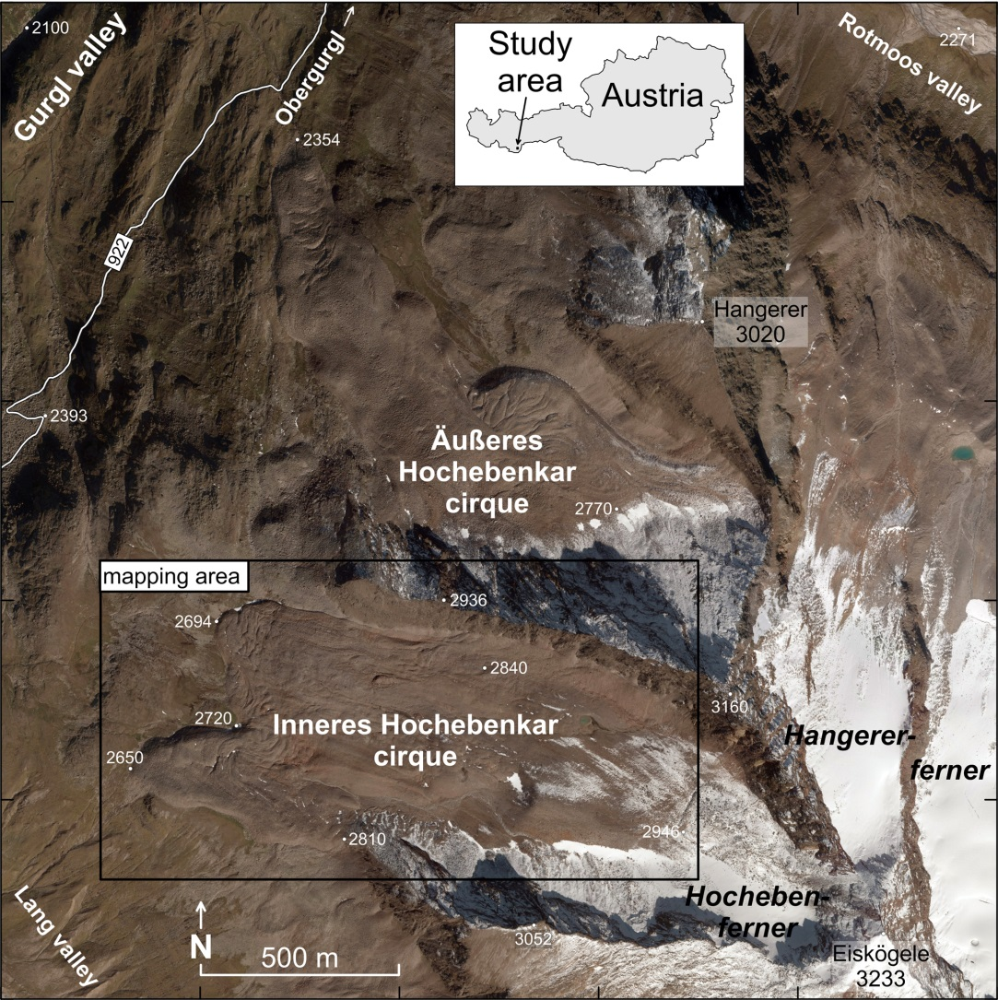 2100
Gurgl valley
Obergurgl
2354
Study
area
Austria
Rotmoos valley
2271
922
Hangerer
3020
2393
Äußeres
Hochebenkar
cirque
2770
mapping area
2936
2694
2840
3160
2720
Inneres Hochebenkar
cirque
2650
Hangerer-
ferner
2810
2946
Hocheben-
ferner
Lang valley
N
500 m
3052
Eiskögele
3233